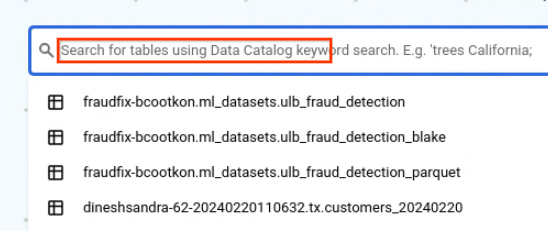 Search for tables using Data Catalog keyword search. E.g. 'trees California;
fraudfix-bcootkon.ml_datasets.ulb_fraud_detection
fraudfix-bcootkon.ml_datasets.ulb_fraud_detection_blake
fraudfix-bcootkon.ml_datasets.ulb_fraud_detection_parquet
dineshsandra-62-20240220110632.tx.customers_20240220